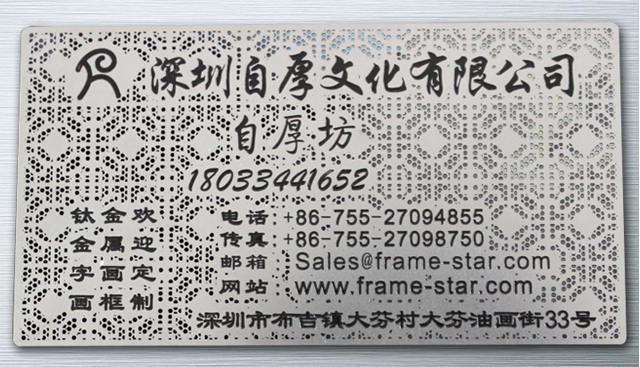 深圳自厚文化有限公司
自厚坊
18033441652
钛金字画
金属画框
欢迎定制
电话:+86-755-27094855
传真:+86-755-27098750
邮箱:Sales@frame-star.com
网站:www.frame-star.com
深圳市布吉镇大芬村大芬油画街33号